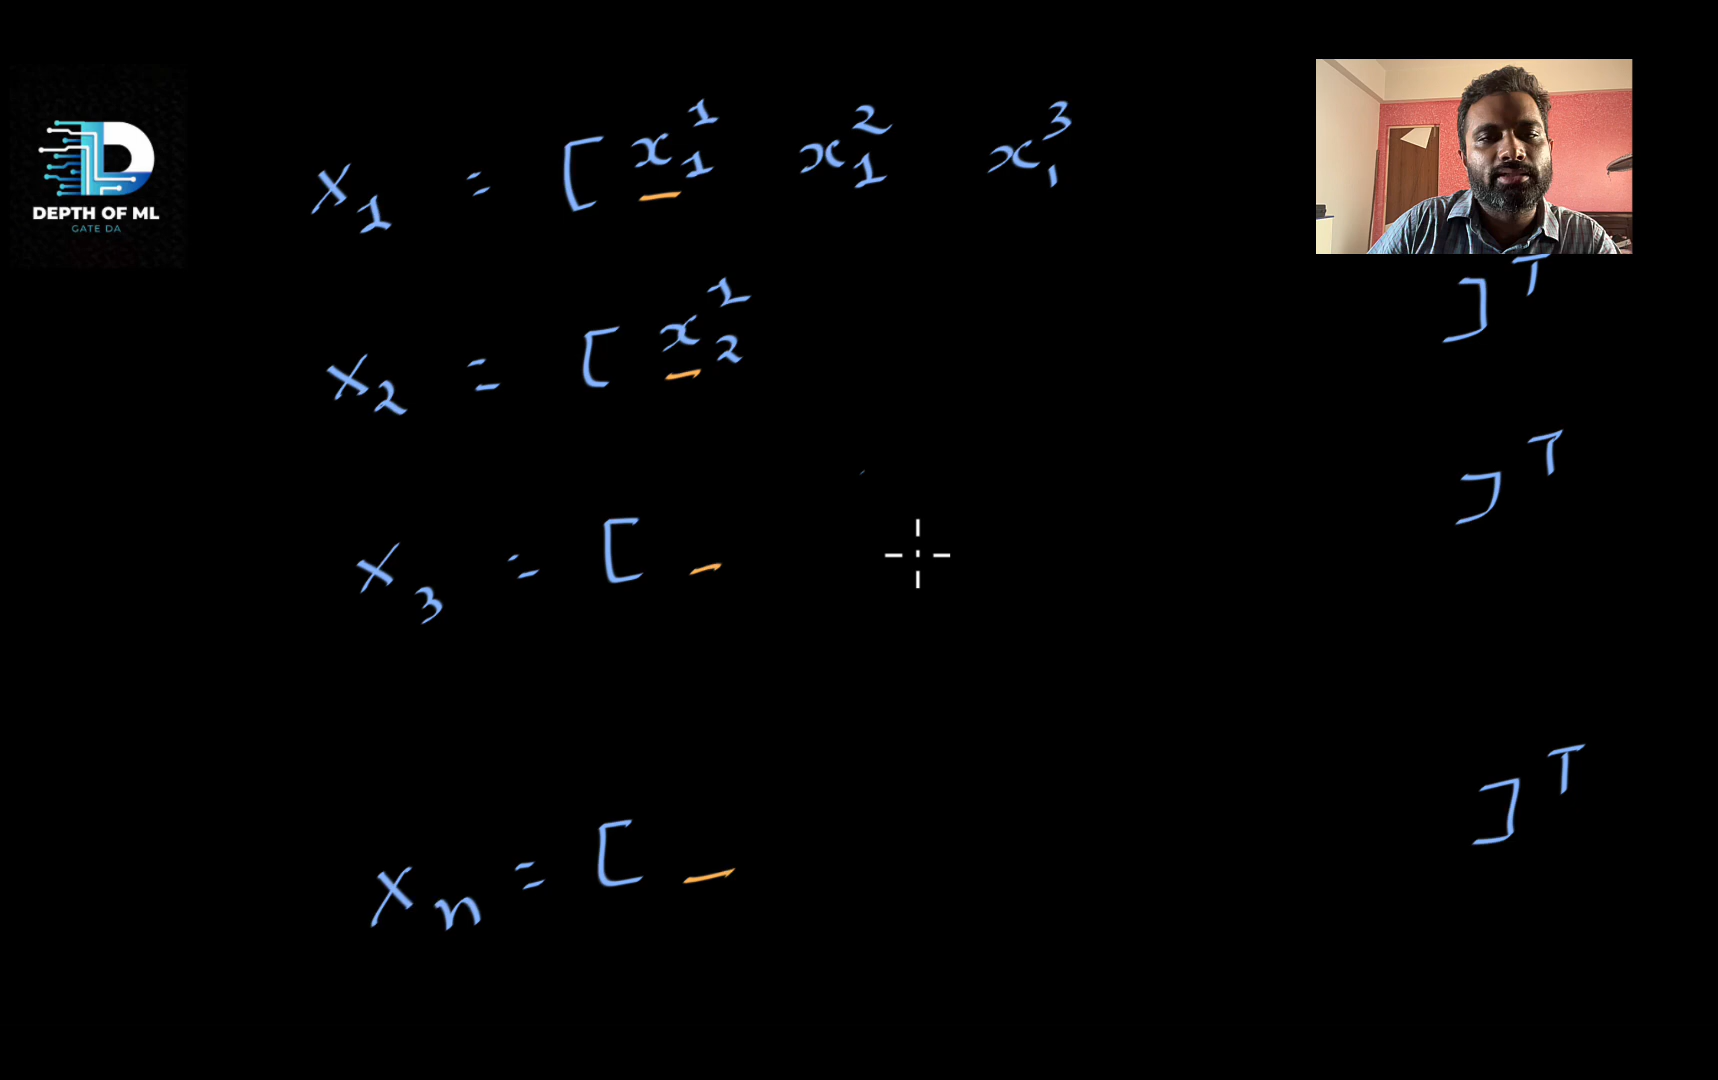 DEPTH OF ML
GATE DA
x₁ = [ x₁¹ x₁² x₁³ ]ᵀ
x₂ = [ x₂¹ ]ᵀ
x₃ = [ _
xₙ = [ _ ]ᵀ